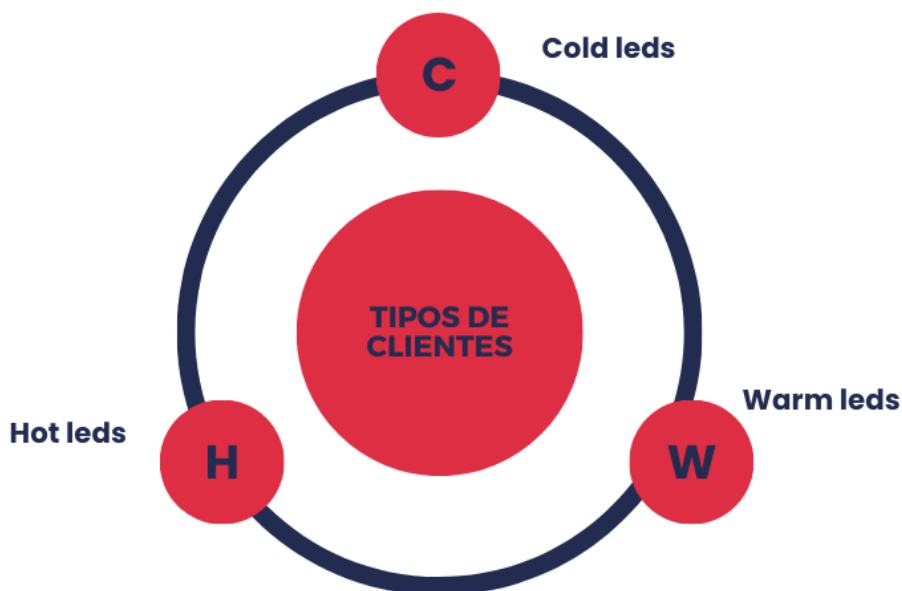 C
Cold leds
TIPOS DE
CLIENTES
Warm leds
Hot leds
H
W